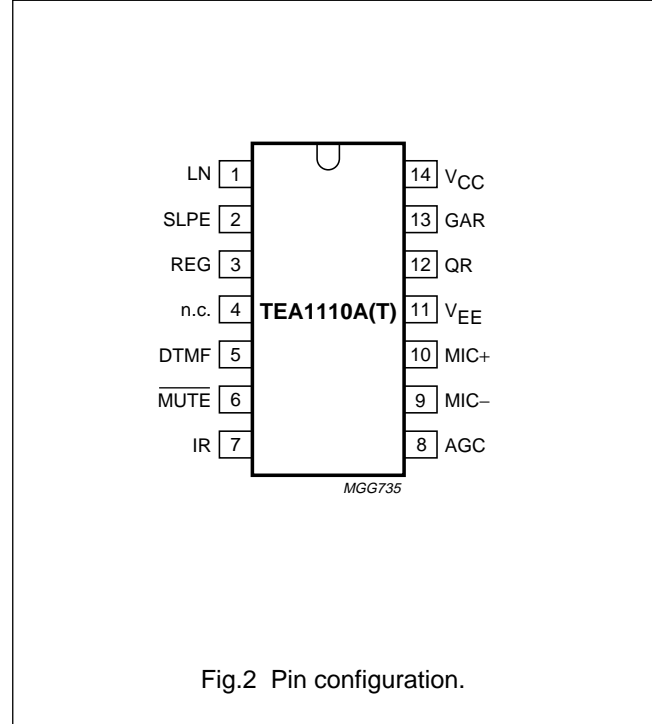 LN 1 14 VCC
SLPE 2 13 GAR
REG 3 12 QR
n.c. 4 TEA1110A(T) 11 VEE
DTMF 5 10 MIC+
MUTE 6 9 MIC−
IR 7 8 AGC
MGG735
Fig.2 Pin configuration.